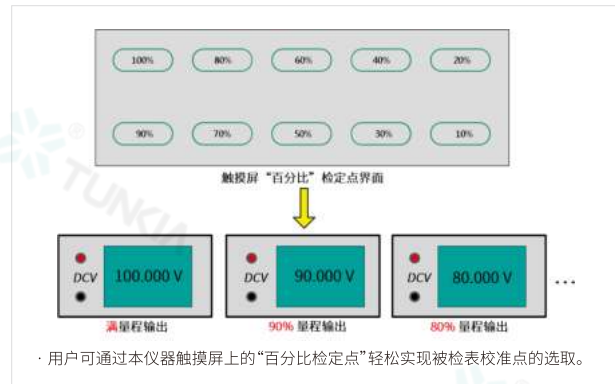 100% 80% 60% 40% 20%
90% 70% 50% 30% 10%
触摸屏“百分比”检定点界面
DCV 100.000 V
DCV 90.000 V
DCV 80.000 V
...
满量程输出
90% 量程输出
80% 量程输出
· 用户可通过本仪器触摸屏上的“百分比检定点”轻松实现被检表校准点的选取。
®
TUNKIA